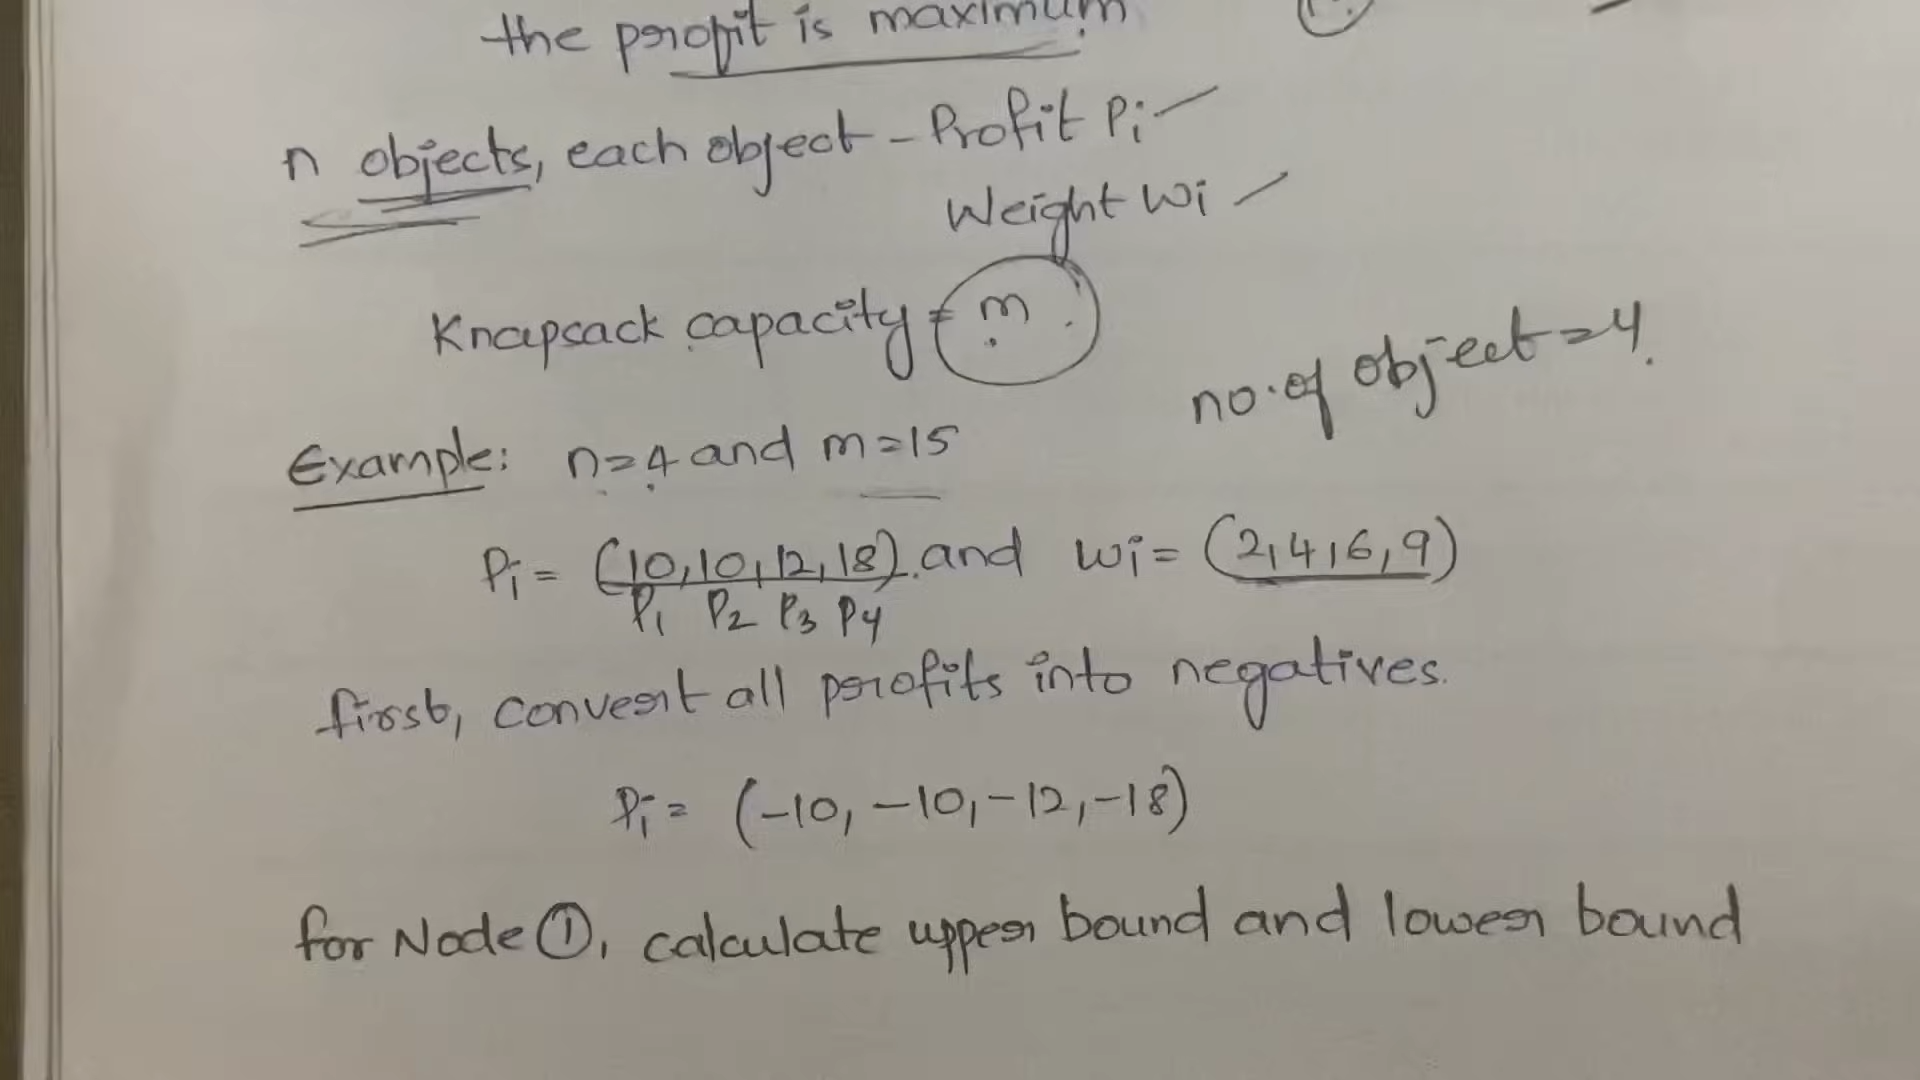 the profit is maximum
n objects, each object - Profit Pi
Weight Wi
Knapsack capacity = m
no. of object = 4.
Example: n=4 and m=15
Pi = (10,10,12,18) and wi = (2,4,6,9)
P1 P2 P3 P4
first, convert all profits into negatives.
Pi = (-10, -10, -12, -18)
for Node ①, calculate upper bound and lower bound